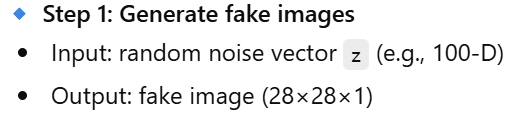 🔹 Step 1: Generate fake images
• Input: random noise vector z (e.g., 100-D)
• Output: fake image (28×28×1)